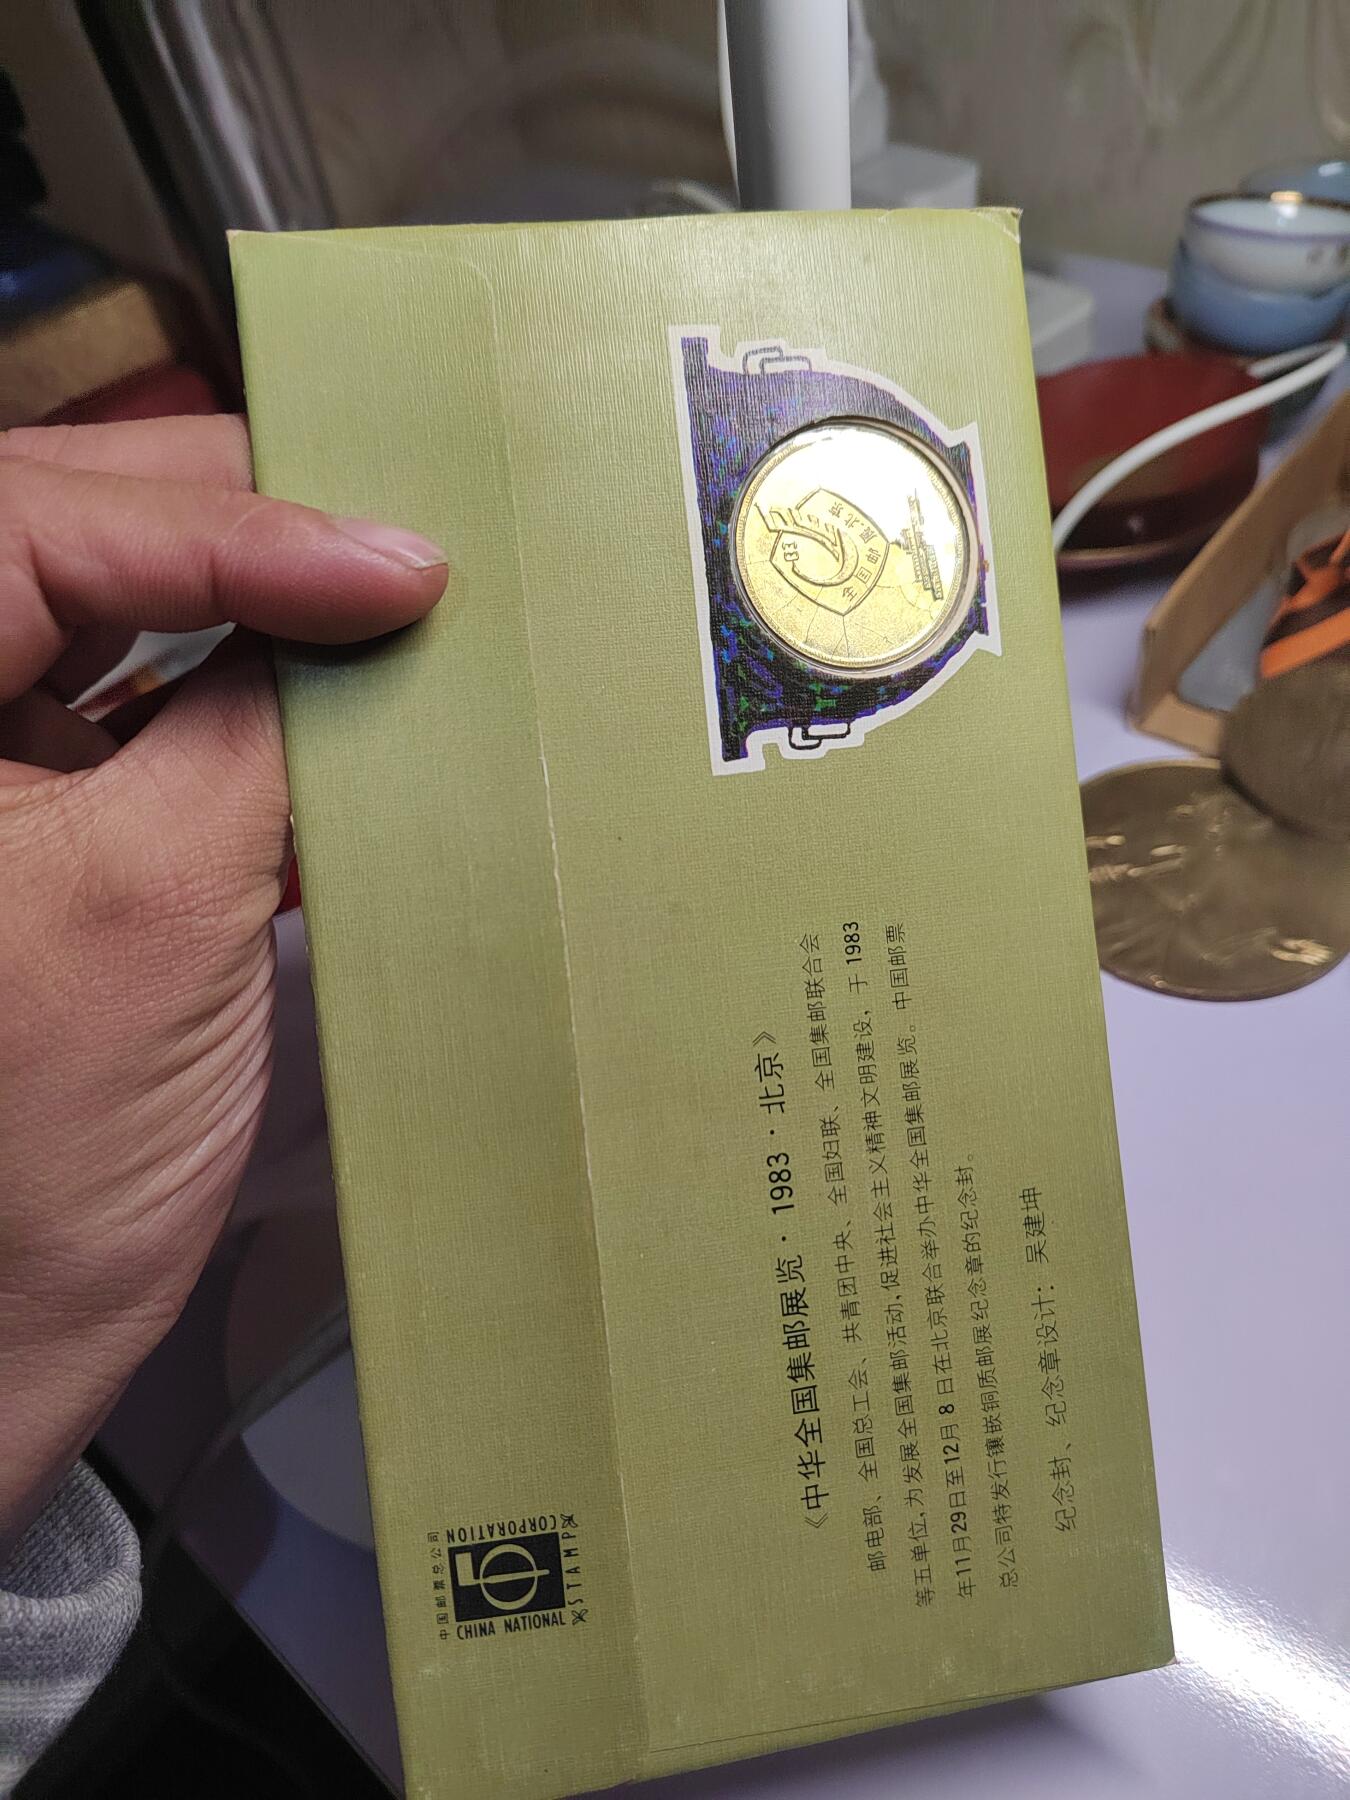 《中华全国集邮展览·1983·北京》
邮电部、全国总工会、共青团中央、全国妇联、全国集邮联合会
等五单位,为发展全国集邮活动,促进社会主义精神文明建设,于1983
年11月29日至12月8日在北京联合举办中华全国集邮展览。中国邮票
总公司特发行镶嵌铜质邮展纪念章的纪念封。
纪念封、纪念章设计:吴建坤
中国邮票总公司
CHINA NATIONAL
STAMP
CORPORATION
83
全国邮展北京